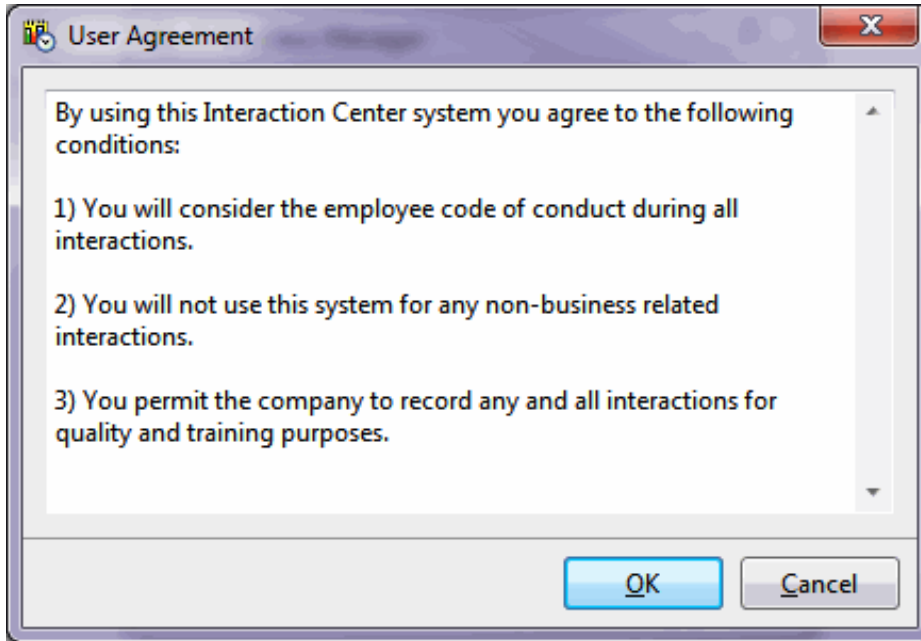 User Agreement
By using this Interaction Center system you agree to the following
conditions:
1) You will consider the employee code of conduct during all
interactions.
2) You will not use this system for any non-business related
interactions.
3) You permit the company to record any and all interactions for
quality and training purposes.
OK
Cancel